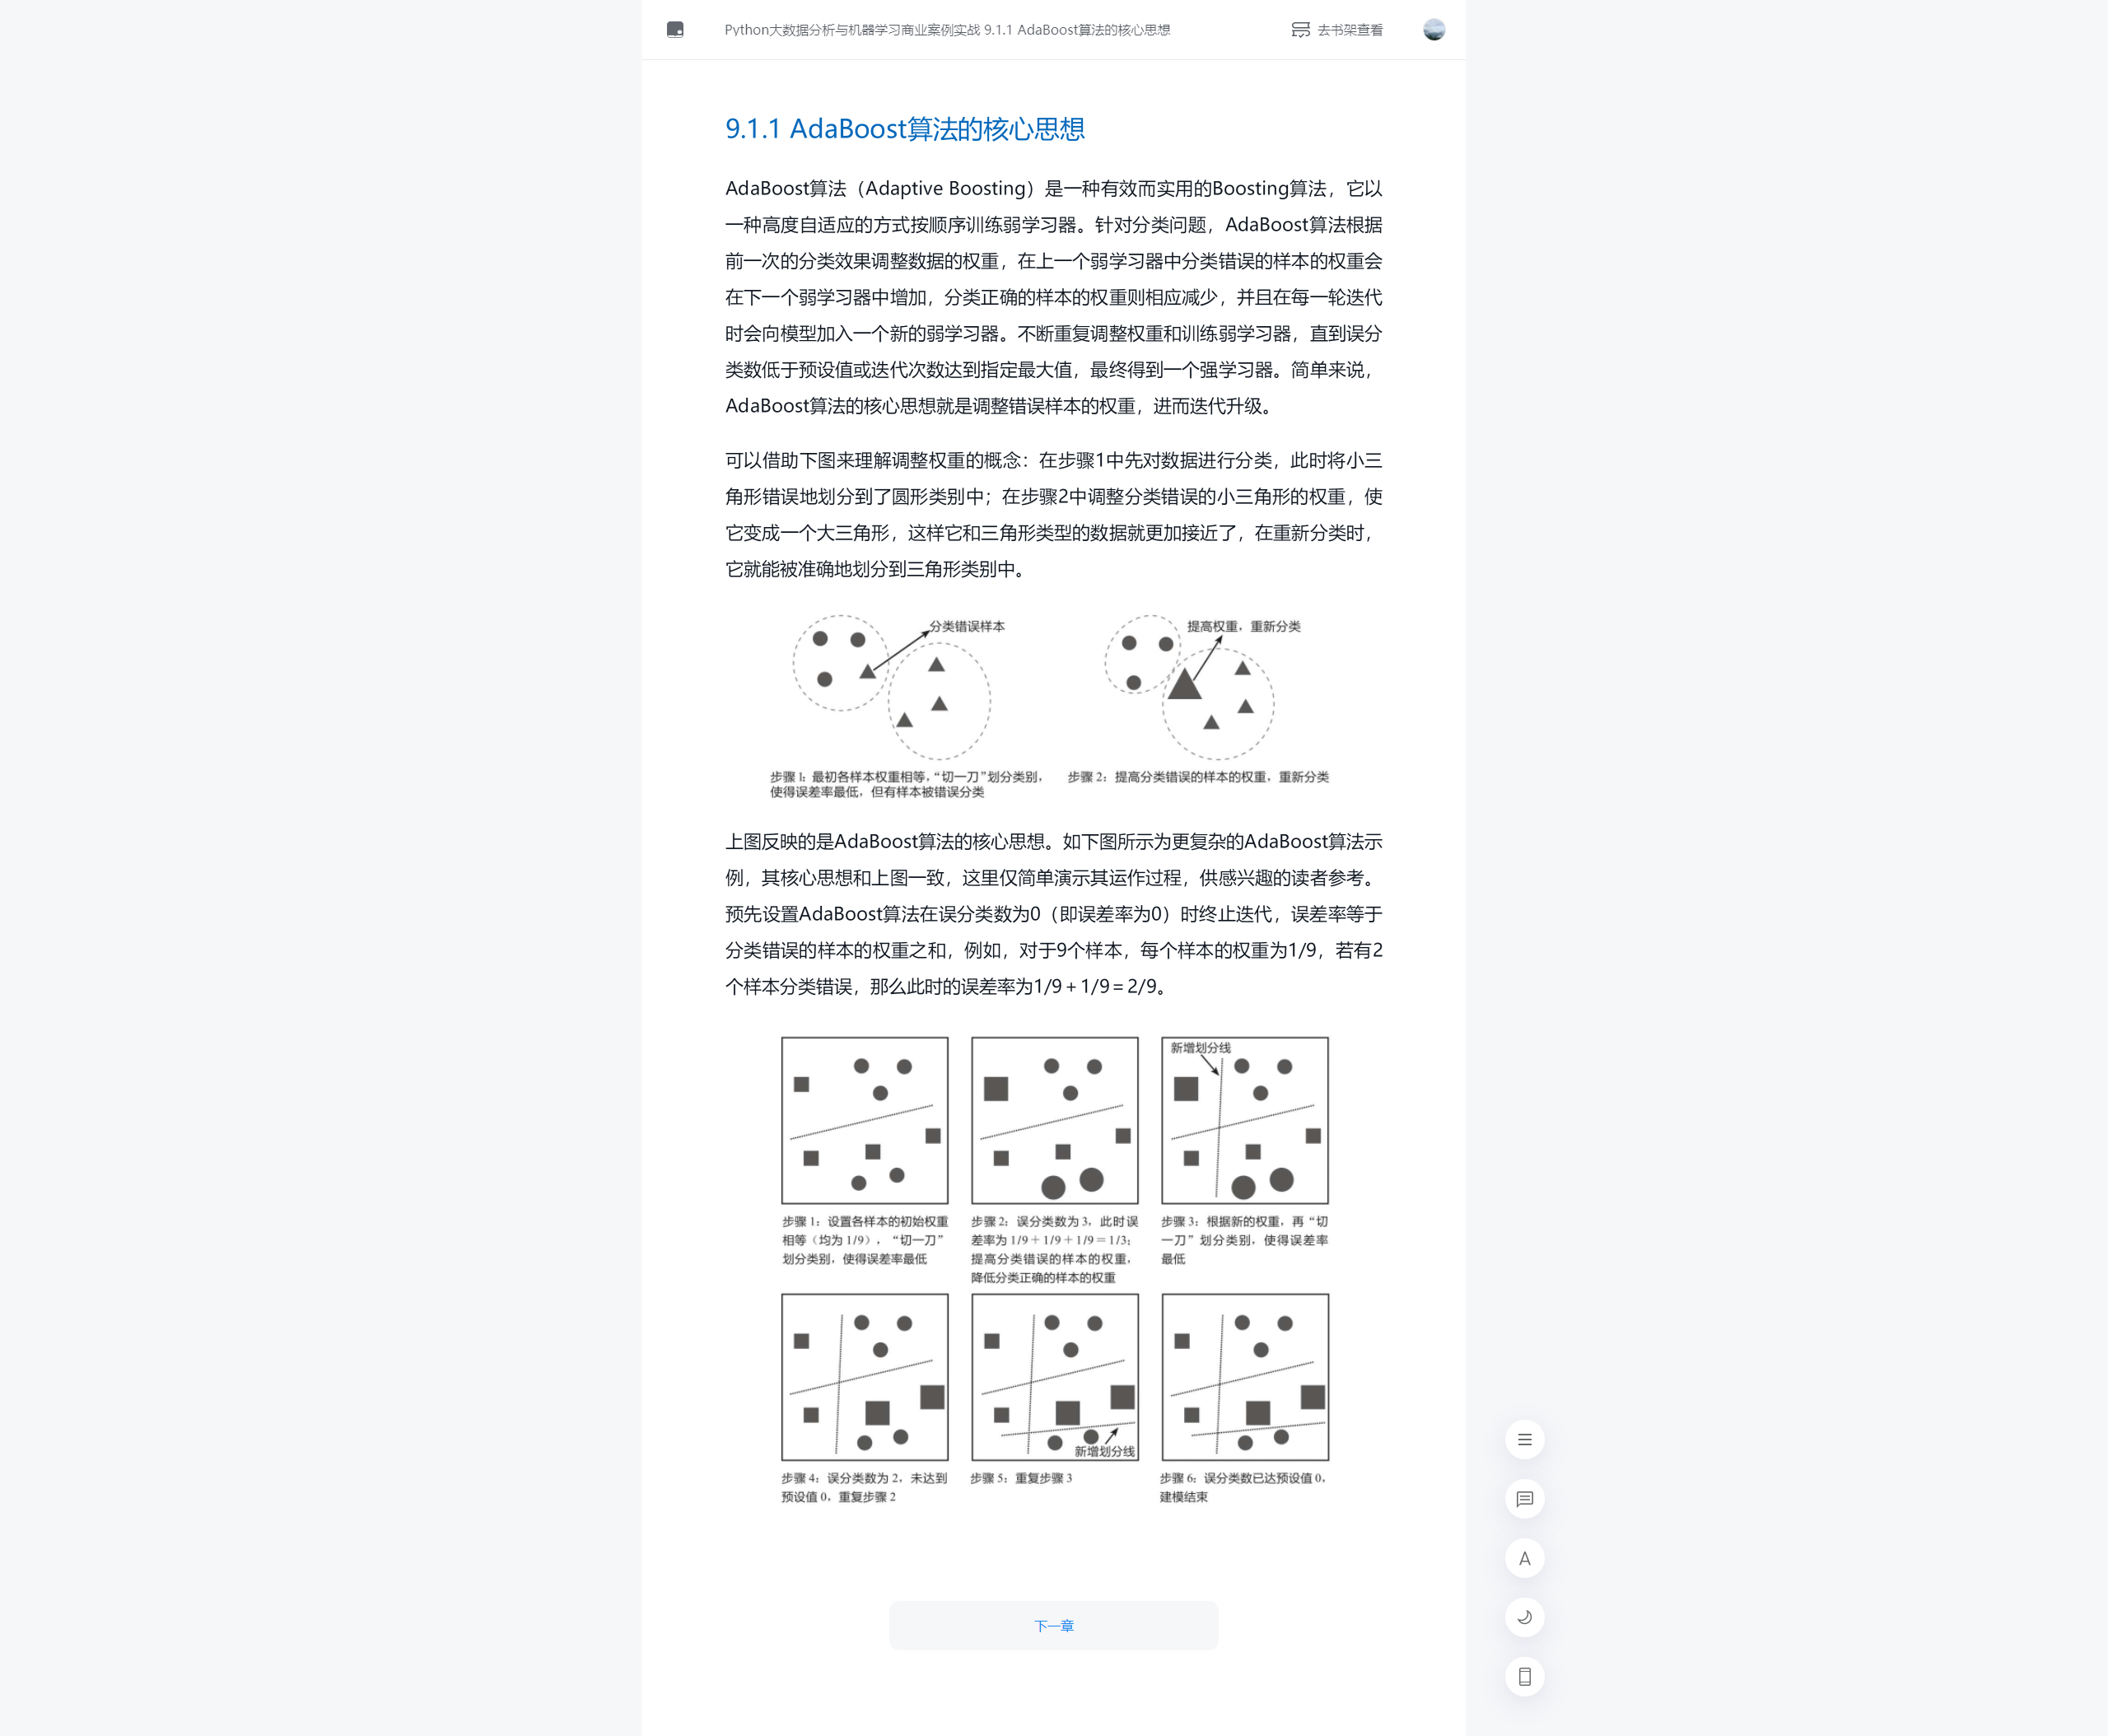 Python大数据分析与机器学习商业案例实战 9.1.1 AdaBoost算法的核心思想
去书架查看
9.1.1 AdaBoost算法的核心思想
AdaBoost算法（Adaptive Boosting）是一种有效而实用的Boosting算法，它以
一种高度自适应的方式按顺序训练弱学习器。针对分类问题，AdaBoost算法根据
前一次的分类效果调整数据的权重，在上一个弱学习器中分类错误的样本的权重会
在下一个弱学习器中增加，分类正确的样本的权重则相应减少，并且在每一轮迭代
时会向模型加入一个新的弱学习器。不断重复调整权重和训练弱学习器，直到误分
类数低于预设值或迭代次数达到指定最大值，最终得到一个强学习器。简单来说，
AdaBoost算法的核心思想就是调整错误样本的权重，进而迭代升级。
可以借助下图来理解调整权重的概念：在步骤1中先对数据进行分类，此时将小三
角形错误地划分到了圆形类别中；在步骤2中调整分类错误的小三角形的权重，使
它变成一个大三角形，这样它和三角形类型的数据就更加接近了，在重新分类时，
它就能被准确地划分到三角形类别中。
分类错误样本
提高权重，重新分类
步骤 1：最初各样本权重相等，“切一刀”划分类别，
使得误差率最低，但有样本被错误分类
步骤 2：提高分类错误的样本的权重，重新分类
上图反映的是AdaBoost算法的核心思想。如下图所示为更复杂的AdaBoost算法示
例，其核心思想和上图一致，这里仅简单演示其运作过程，供感兴趣的读者参考。
预先设置AdaBoost算法在误分类数为0（即误差率为0）时终止迭代，误差率等于
分类错误的样本的权重之和，例如，对于9个样本，每个样本的权重为1/9，若有2
个样本分类错误，那么此时的误差率为1/9＋1/9＝2/9。
新增划分线
步骤 1：设置各样本的初始权重
相等（均为 1/9），“切一刀”
划分类别，使得误差率最低
步骤 2：误分类数为 3，此时误
差率为 1/9＋1/9＋1/9＝1/3；
提高分类错误的样本的权重，
降低分类正确的样本的权重
步骤 3：根据新的权重，再“切
一刀”划分类别，使得误差率
最低
新增划分线
步骤 4：误分类数为 2，未达到
预设值 0，重复步骤 2
步骤 5：重复步骤 3
步骤 6：误分类数已达预设值 0，
建模结束
下一章
A